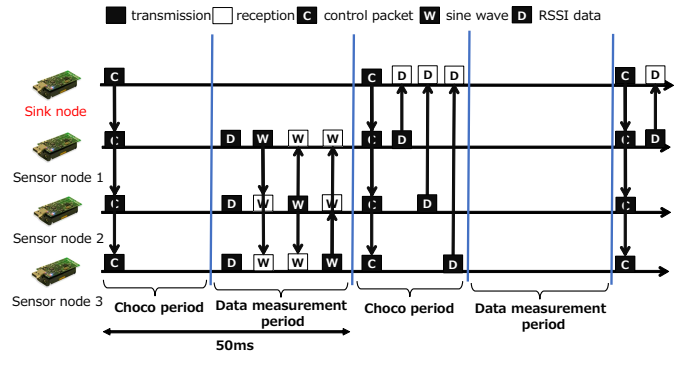 transmission reception C control packet W sine wave D RSSI data
C C D D D C D
Sink node
C D W W W C D C D
Sensor node 1
C D W W W C D C
Sensor node 2
C D W W W C D C
Sensor node 3
Choco period Data measurement period Choco period Data measurement period
50ms